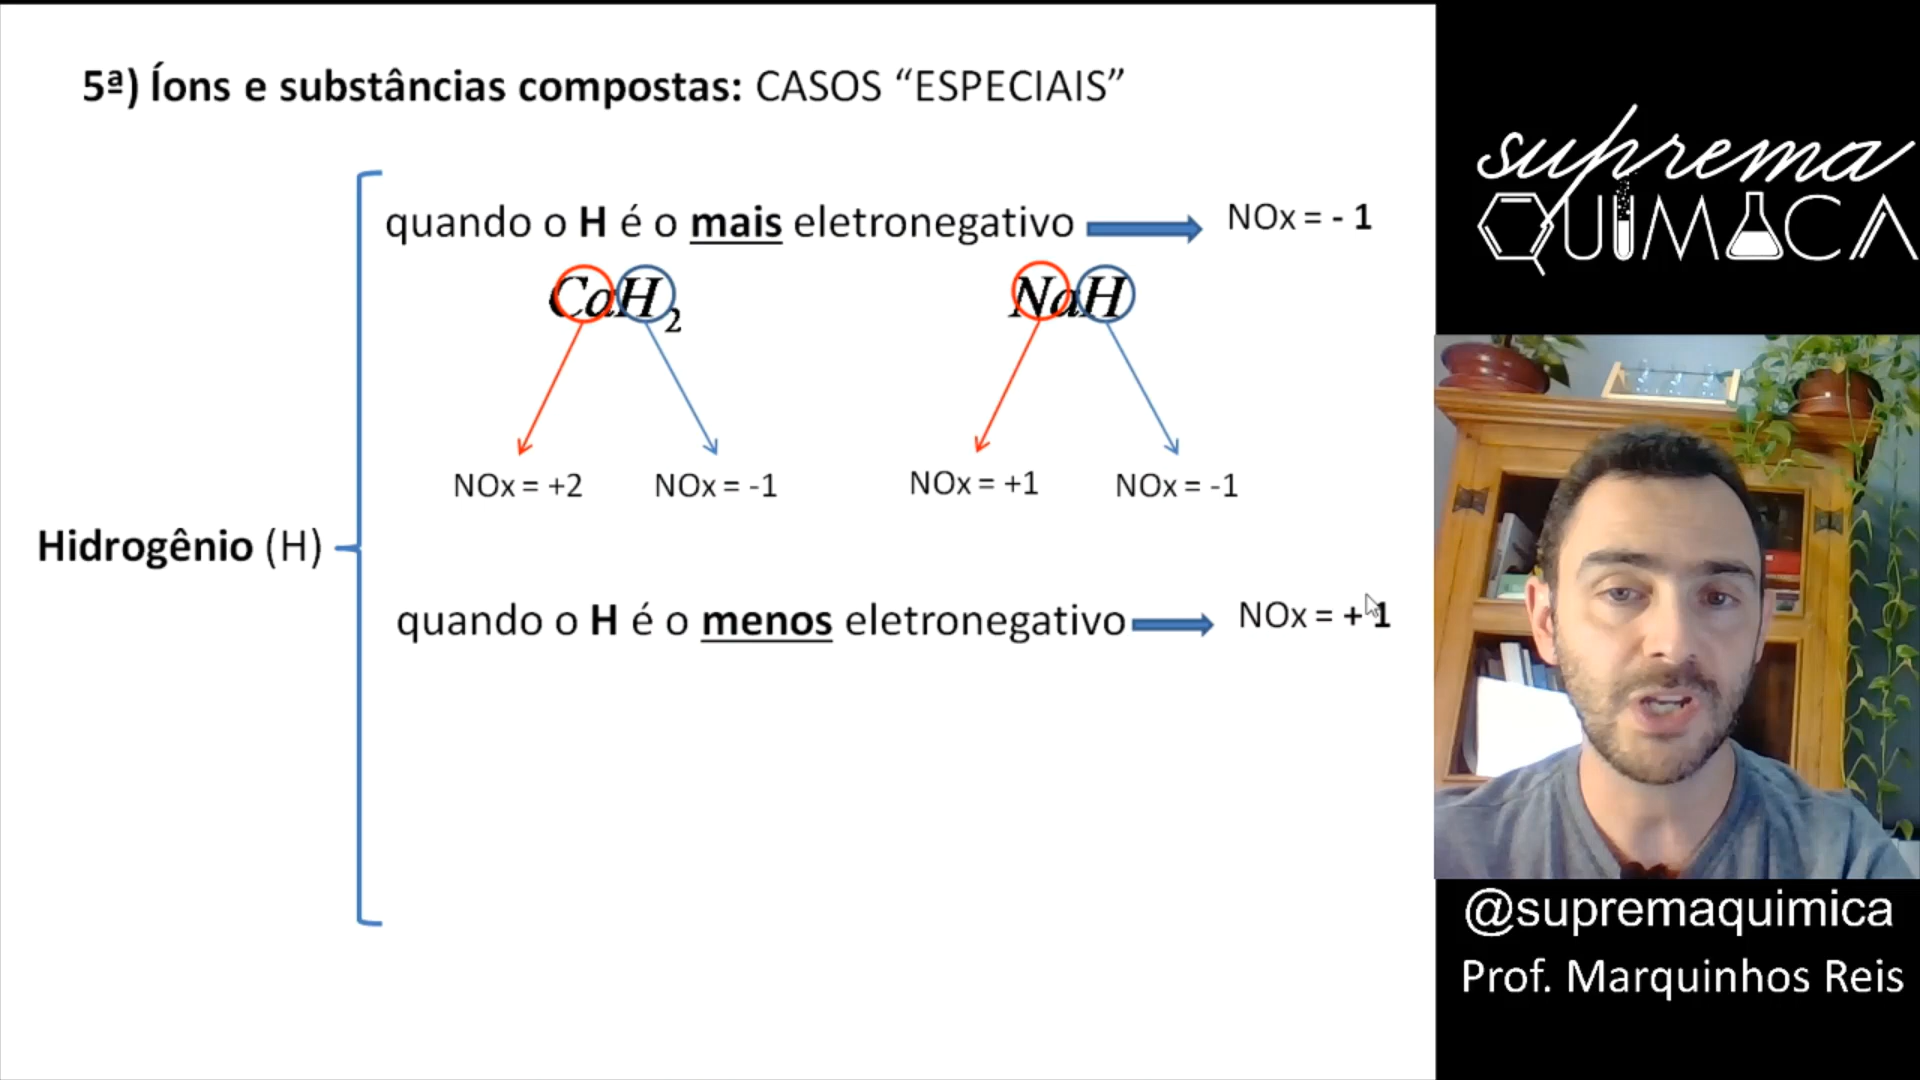 5ª) Íons e substâncias compostas: CASOS “ESPECIAIS”
quando o H é o mais eletronegativo NOx = - 1
CaH2 NaH
NOx = +2 NOx = -1 NOx = +1 NOx = -1
Hidrogênio (H)
quando o H é o menos eletronegativo NOx = + 1
suprema
QUÍMICA
@supremaquimica
Prof. Marquinhos Reis